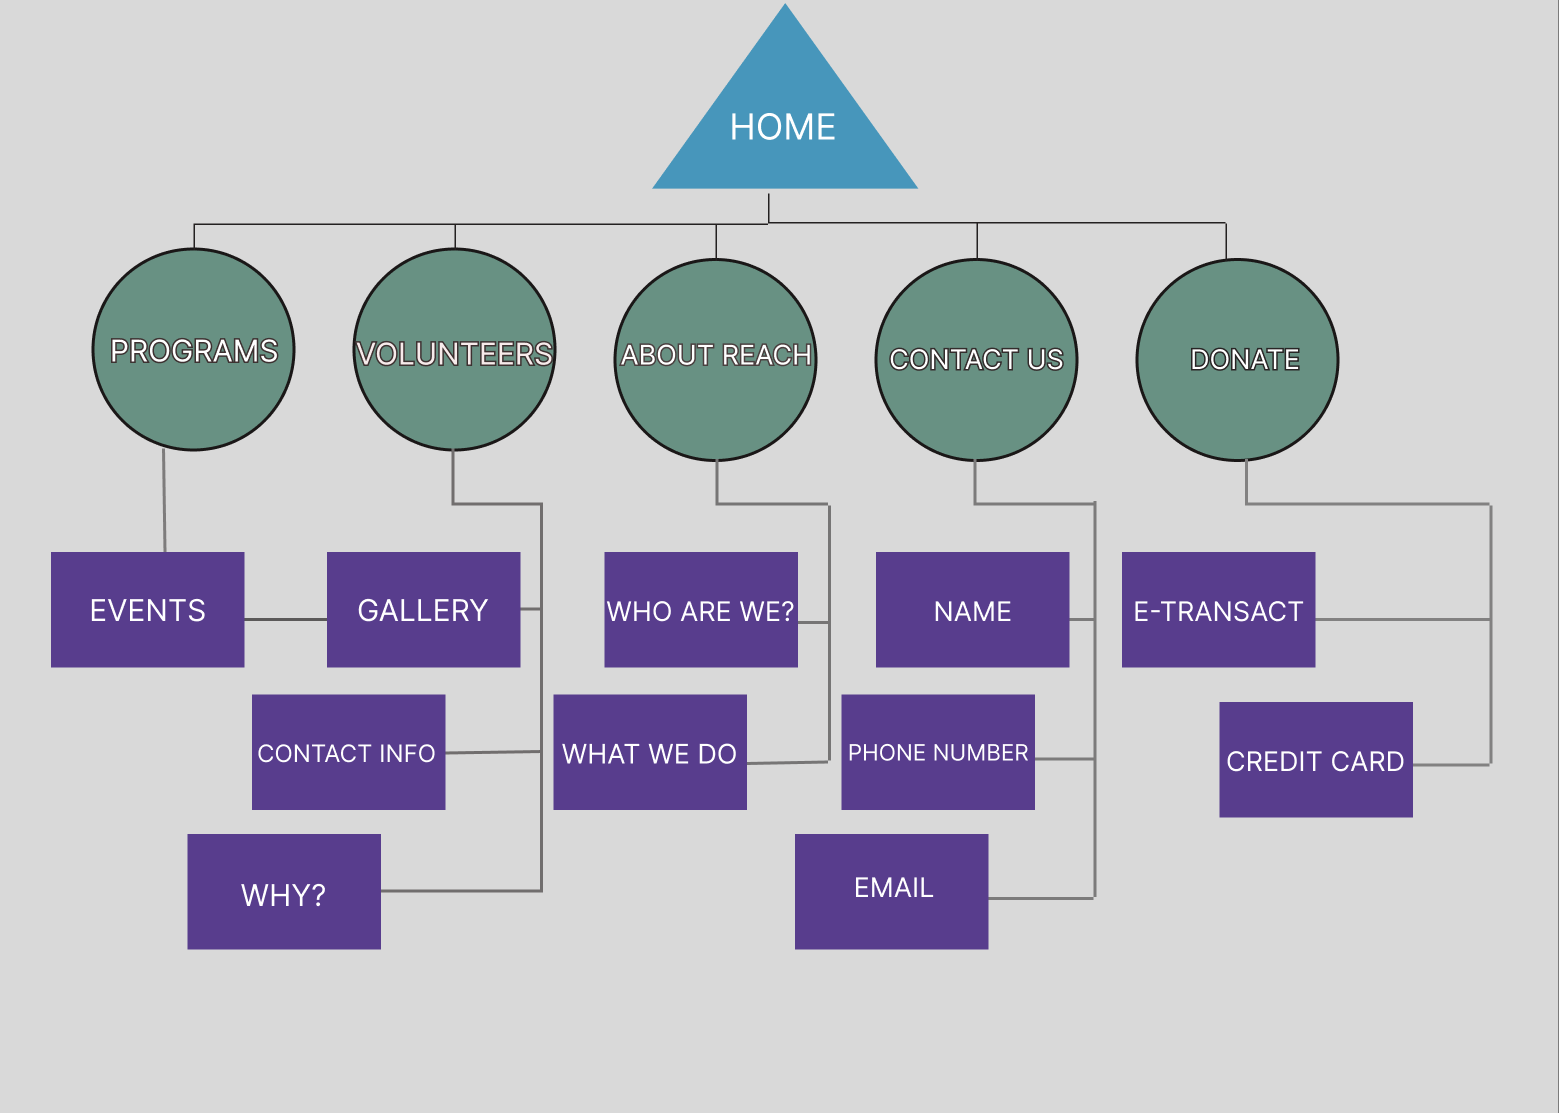 HOME
PROGRAMS
VOLUNTEERS
ABOUT REACH
CONTACT US
DONATE
EVENTS
GALLERY
WHO ARE WE?
NAME
E-TRANSACT
CONTACT INFO
WHAT WE DO
PHONE NUMBER
CREDIT CARD
WHY?
EMAIL